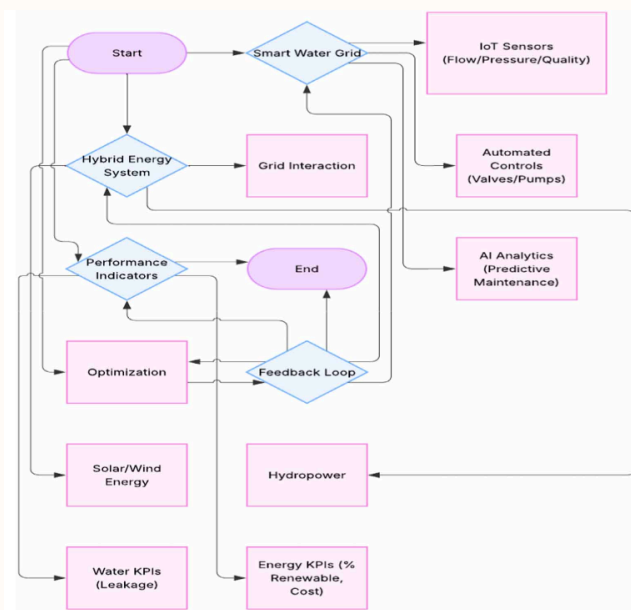 Start
Smart Water Grid
IoT Sensors
(Flow/Pressure/Quality)
Hybrid Energy
System
Grid Interaction
Automated
Controls
(Valves/Pumps)
Performance
Indicators
End
AI Analytics
(Predictive
Maintenance)
Optimization
Feedback Loop
Solar/Wind
Energy
Hydropower
Water KPIs
(Leakage)
Energy KPIs (%
Renewable,
Cost)